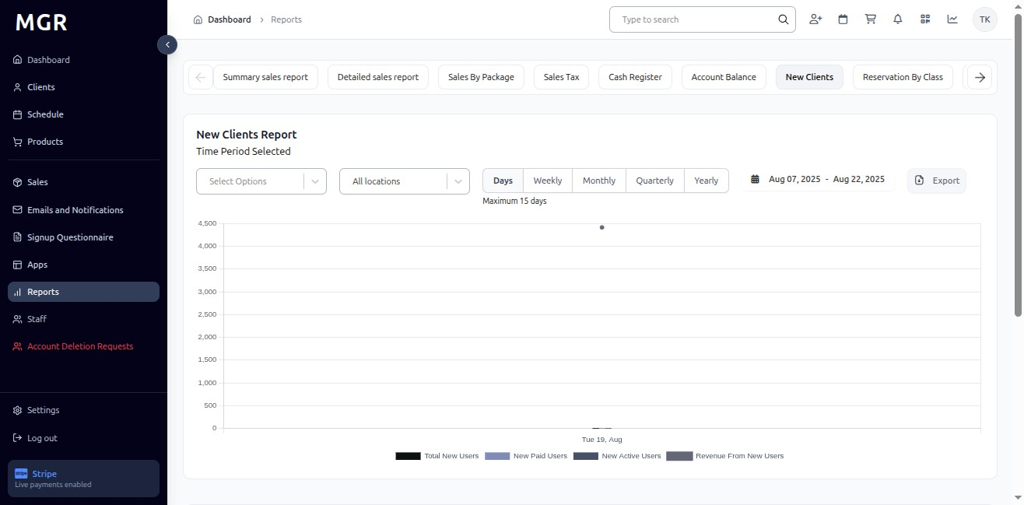 MGR
Dashboard
Clients
Schedule
Products
Sales
Emails and Notifications
Signup Questionnaire
Apps
Reports
Staff
Account Deletion Requests
Settings
Log out
Stripe
Live payments enabled
Dashboard > Reports
Type to search
TK
Summary sales report
Detailed sales report
Sales By Package
Sales Tax
Cash Register
Account Balance
New Clients
Reservation By Class
New Clients Report
Time Period Selected
Select Options
All locations
Days
Weekly
Monthly
Quarterly
Yearly
Aug 07, 2025 - Aug 22, 2025
Export
Maximum 15 days
4,500
4,000
3,500
3,000
2,500
2,000
1,500
1,000
500
0
Tue 19, Aug
Total New Users
New Paid Users
New Active Users
Revenue From New Users